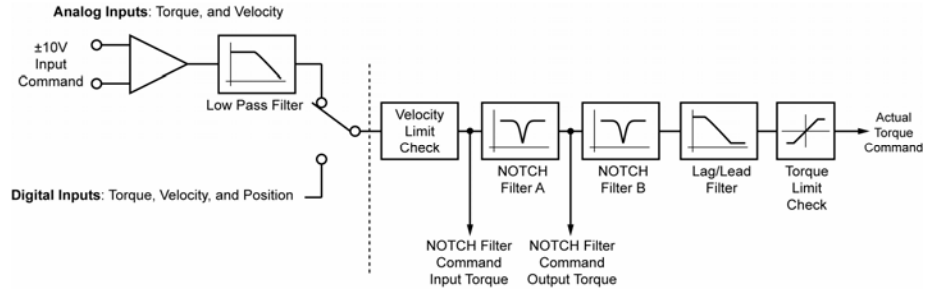 Analog Inputs: Torque, and Velocity
±10V
Input
Command
Low Pass Filter
Digital Inputs: Torque, Velocity, and Position
Velocity
Limit
Check
NOTCH
Filter A
NOTCH
Filter B
Lag/Lead
Filter
Torque
Limit
Check
Actual
Torque
Command
NOTCH Filter
Command
Input Torque
NOTCH Filter
Command
Output Torque